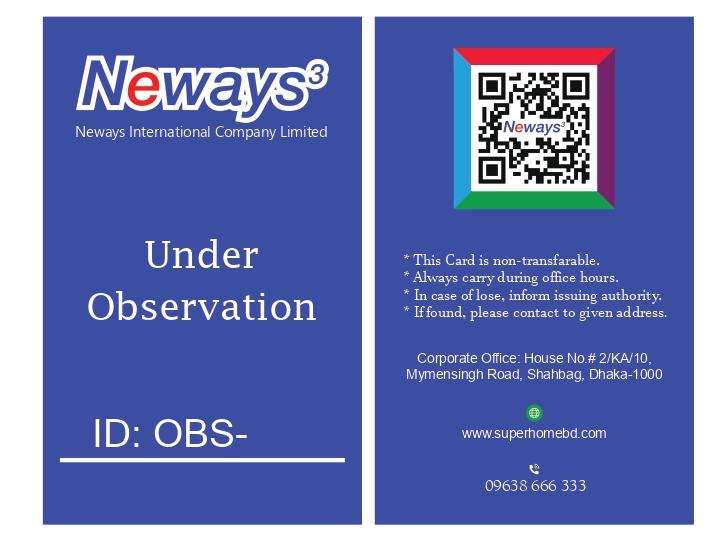 Neways³
Neways International Company Limited
Under
Observation
ID: OBS-
Neways³
* This Card is non-transfarable.
* Always carry during office hours.
* In case of lose, inform issuing authority.
* If found, please contact to given address.
Corporate Office: House No.# 2/KA/10,
Mymensingh Road, Shahbag, Dhaka-1000
www.superhomebd.com
09638 666 333